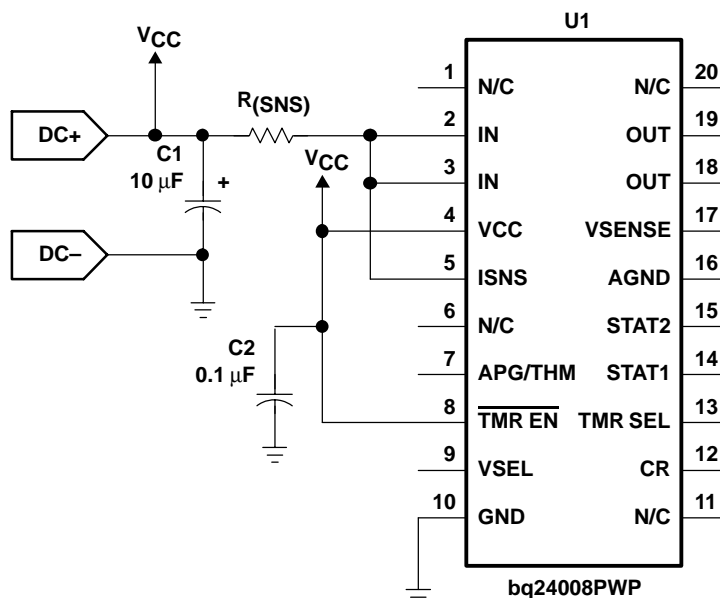 U1
VCC
1 N/C N/C 20
R(SNS)
DC+
2 IN OUT 19
C1
10 μF +
VCC
3 IN OUT 18
4 VCC VSENSE 17
DC–
5 ISNS AGND 16
6 N/C STAT2 15
C2
0.1 μF
7 APG/THM STAT1 14
8 TMR EN TMR SEL 13
9 VSEL CR 12
10 GND N/C 11
bq24008PWP